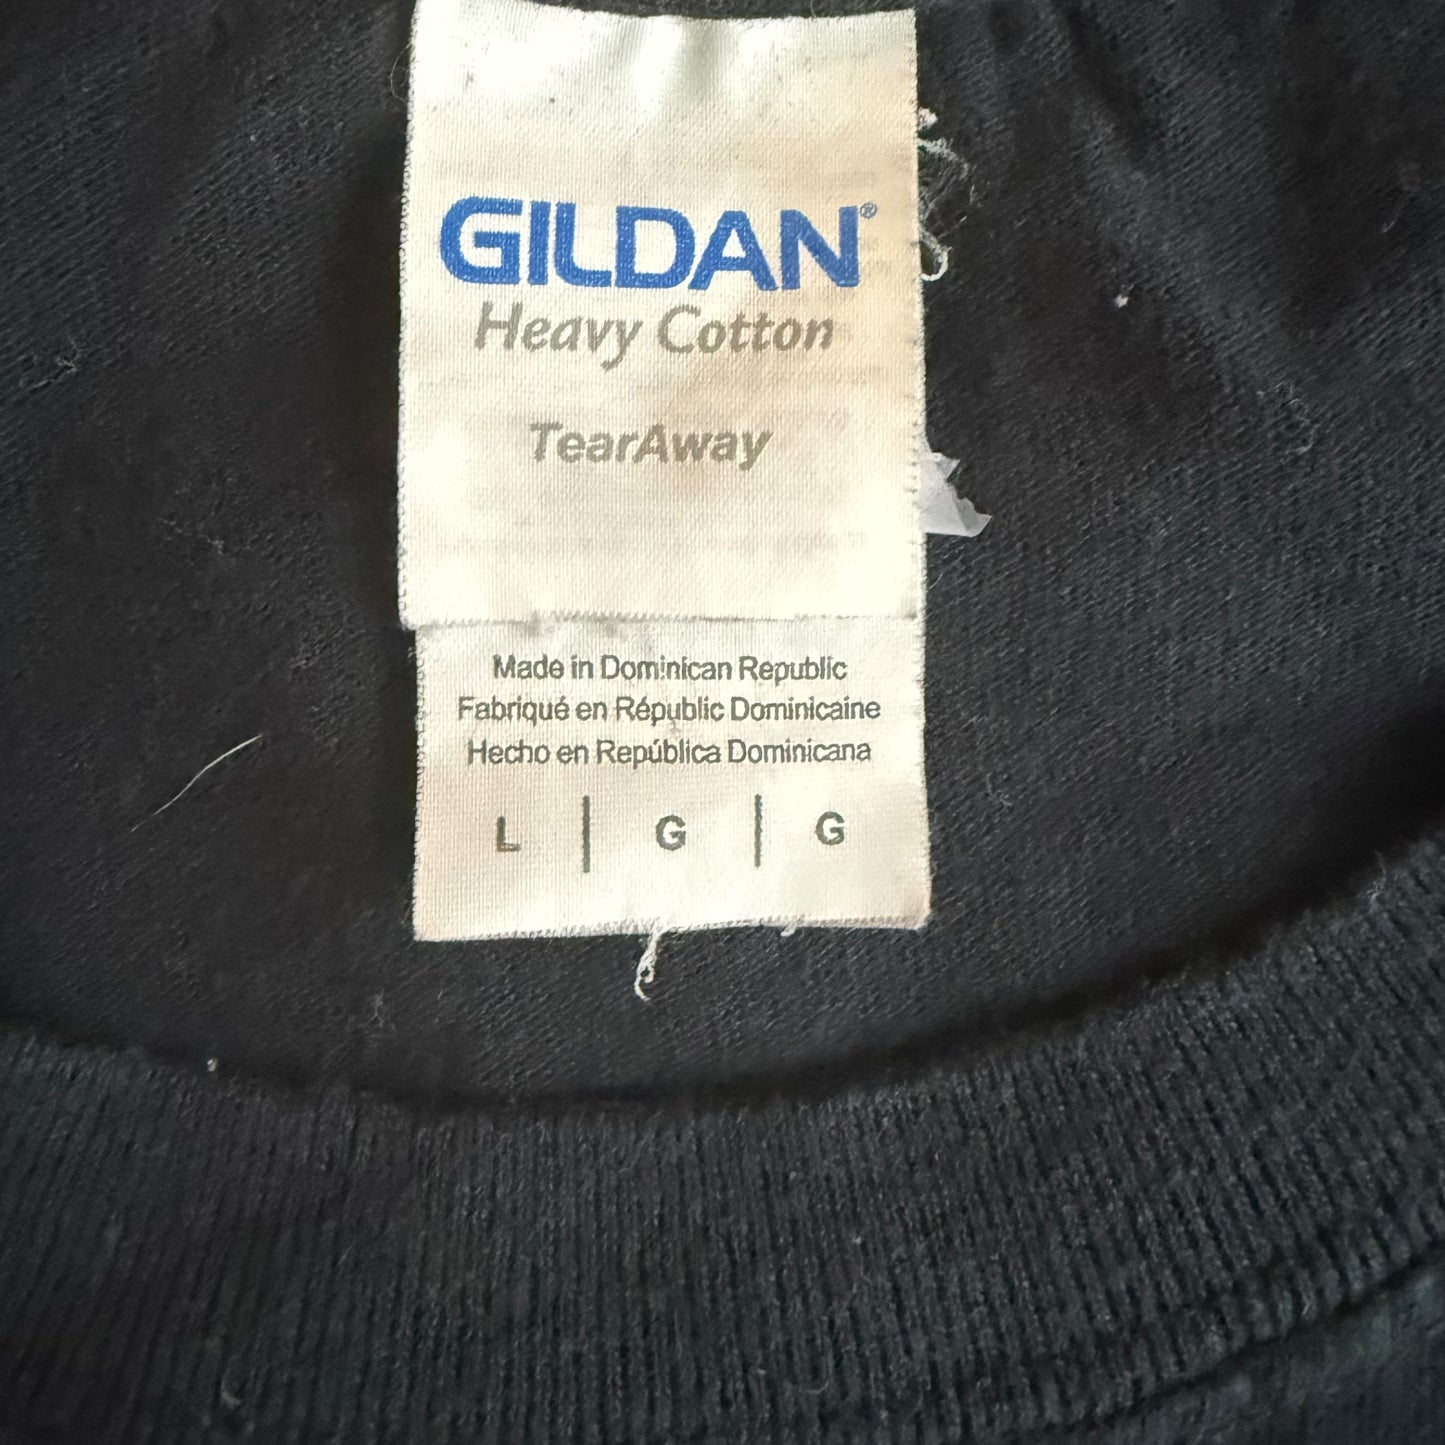 GILDAN®
Heavy Cotton
TearAway
Made in Dominican Republic
Fabriqué en Républic Dominicaine
Hecho en República Dominicana
L | G | G